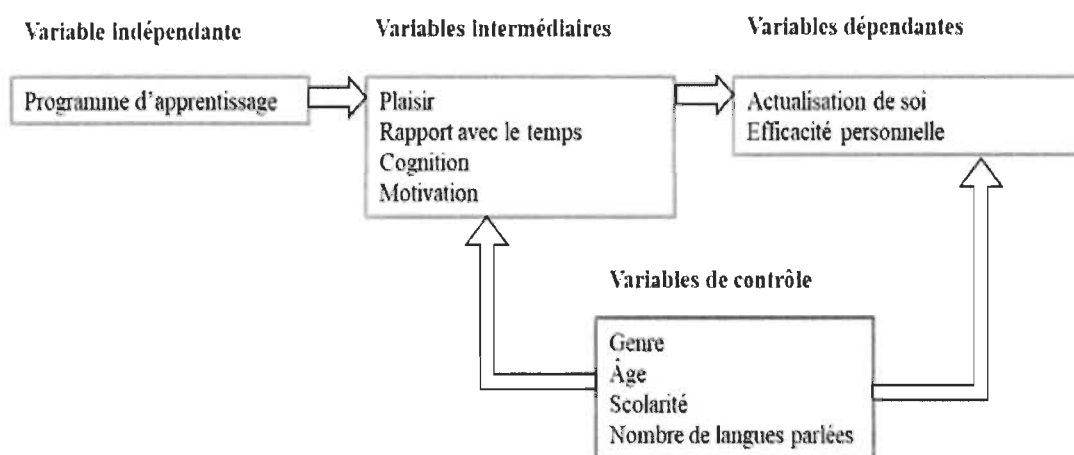 Variable indépendante
Programme d'apprentissage
Variables intermédiaires
Plaisir
Rapport avec le temps
Cognition
Motivation
Variables dépendantes
Actualisation de soi
Efficacité personnelle
Variables de contrôle
Genre
Âge
Scolarité
Nombre de langues parlées